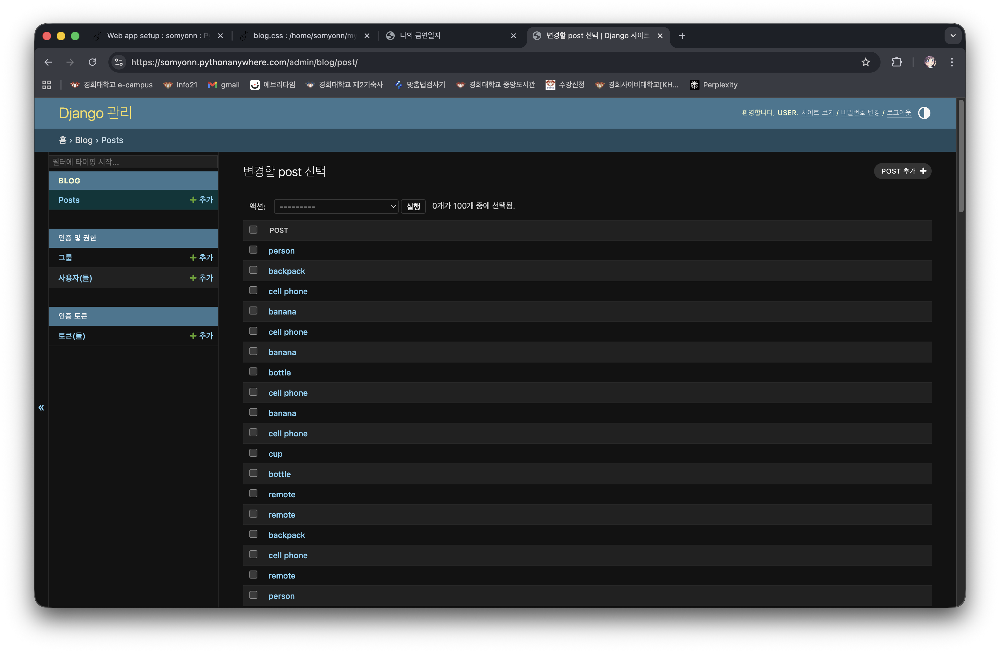 Web app setup : somyonn : Py
blog.css : /home/somyonn/my
나의 금연일지
변경할 post 선택 | Django 사이트
https://somyonn.pythonanywhere.com/admin/blog/post/
경희대학교 e-campus
info21
gmail
에브리타임
경희대학교 제2기숙사
맞춤법검사기
경희대학교 중앙도서관
수강신청
경희사이버대학교[KH...
Perplexity
Django 관리
환영합니다, USER. 사이트 보기 / 비밀번호 변경 / 로그아웃
홈 › Blog › Posts
필터에 타이핑 시작...
BLOG
Posts
추가
인증 및 권한
그룹
추가
사용자(들)
추가
인증 토큰
토큰(들)
추가
«
변경할 post 선택
POST 추가
액션: --------- 실행 0개가 100개 중에 선택됨.
POST
person
backpack
cell phone
banana
cell phone
banana
bottle
cell phone
banana
cell phone
cup
bottle
remote
remote
backpack
cell phone
remote
person